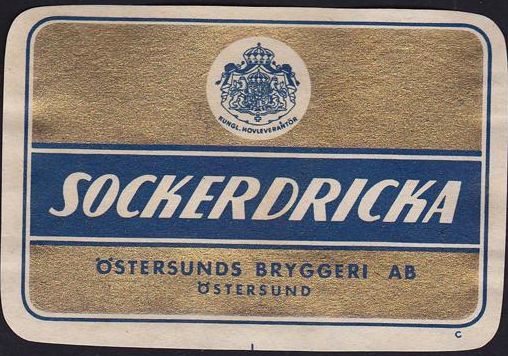 KUNGL. HOVLEVERANTÖR
SOCKERDRICKA
ÖSTERSUNDS BRYGGERI AB
ÖSTERSUND
C